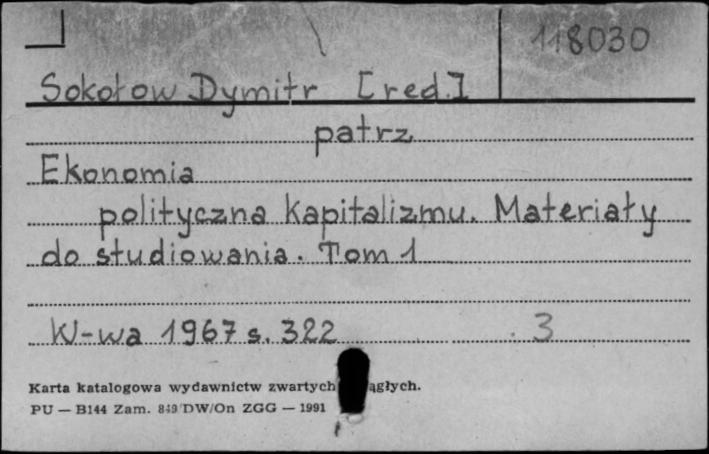 118030
Sokołow Dymitr [red.]
patrz
Ekonomia
polityczna kapitalizmu. Materiały
do studiowania. Tom 1
W-wa 1967 s. 322 3
Karta katalogowa wydawnictw zwartych
PU — B144 Zam. 849/DW/On ZGG — 1991